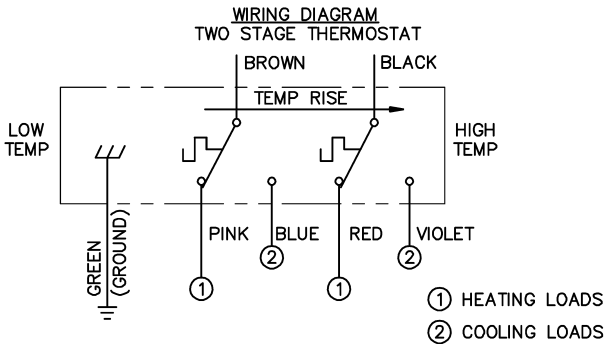 WIRING DIAGRAM
TWO STAGE THERMOSTAT
BROWN
BLACK
TEMP RISE
LOW
TEMP
HIGH
TEMP
PINK
BLUE
RED
VIOLET
GREEN
(GROUND)
1
2
1
2
1 HEATING LOADS
2 COOLING LOADS